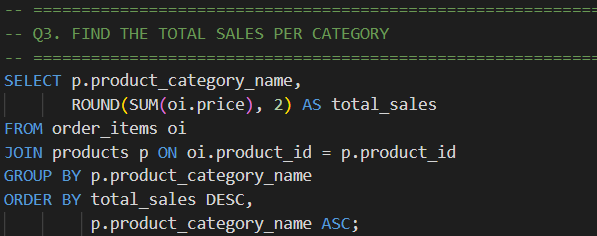 -- ==========================================================
-- Q3. FIND THE TOTAL SALES PER CATEGORY
-- ==========================================================
SELECT p.product_category_name,
       ROUND(SUM(oi.price), 2) AS total_sales
FROM order_items oi
JOIN products p ON oi.product_id = p.product_id
GROUP BY p.product_category_name
ORDER BY total_sales DESC,
         p.product_category_name ASC;